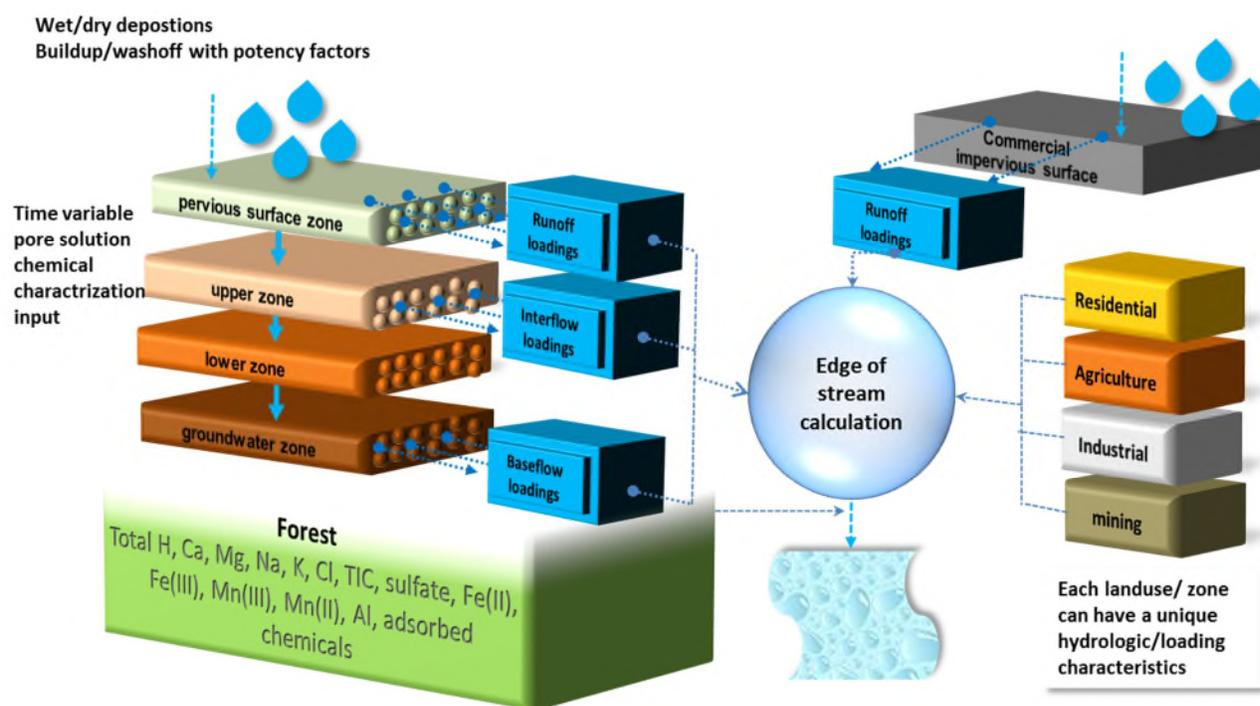 Wet/dry depostions
Buildup/washoff with potency factors
Time variable
pore solution
chemical
charactrization
input
pervious surface zone
upper zone
lower zone
groundwater zone
Runoff
loadings
Interflow
loadings
Baseflow
loadings
Forest
Total H, Ca, Mg, Na, K, Cl, TIC, sulfate, Fe(II),
Fe(III), Mn(III), Mn(II), Al, adsorbed
chemicals
Commercial
impervious surface
Runoff
loadings
Edge of
stream
calculation
Residential
Agriculture
Industrial
mining
Each landuse/ zone
can have a unique
hydrologic/loading
characteristics